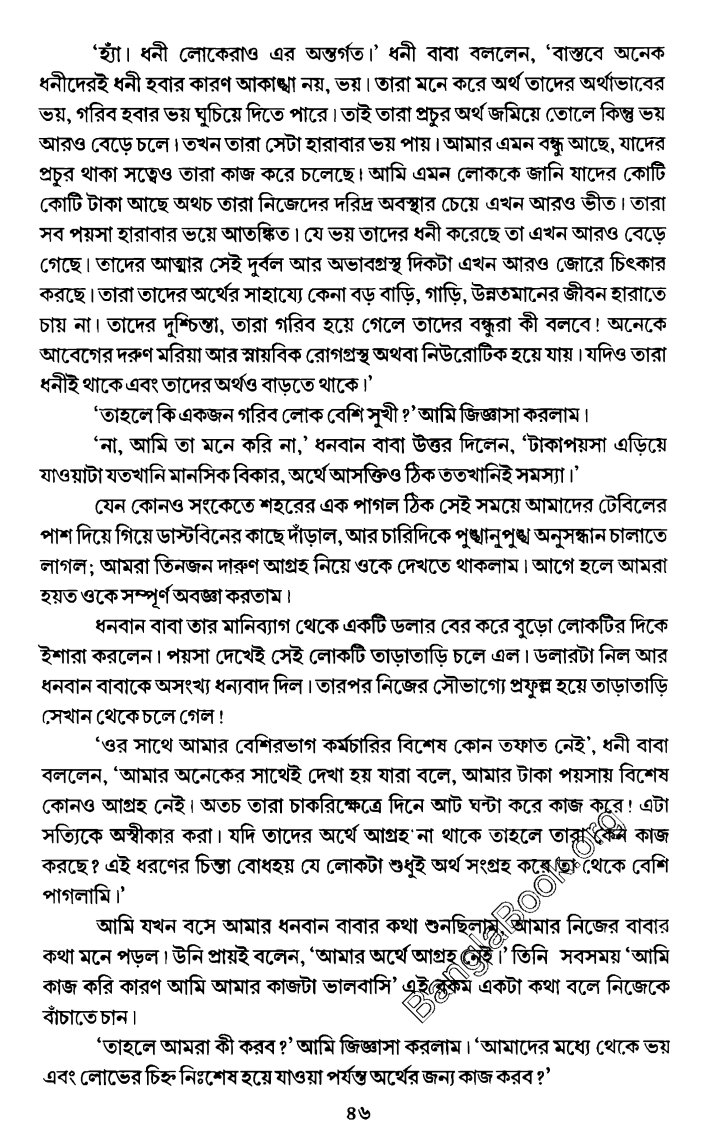 ‘হ্যাঁ। ধনী লোকেরাও এর অন্তর্গত।’ ধনী বাবা বললেন, ‘বাস্তবে অনেক
ধনীদেরই ধনী হবার কারণ আকাঙ্খা নয়, ভয়। তারা মনে করে অর্থ তাদের অর্থাভাবের
ভয়, গরিব হবার ভয় ঘুচিয়ে দিতে পারে। তাই তারা প্রচুর অর্থ জমিয়ে তোলে কিন্তু ভয়
আরও বেড়ে চলে। তখন তারা সেটা হারাবার ভয় পায়। আমার এমন বন্ধু আছে, যাদের
প্রচুর থাকা সত্বেও তারা কাজ করে চলেছে। আমি এমন লোককে জানি যাদের কোটি
কোটি টাকা আছে অথচ তারা নিজেদের দরিদ্র অবস্থার চেয়ে এখন আরও ভীত। তারা
সব পয়সা হারাবার ভয়ে আতঙ্কিত। যে ভয় তাদের ধনী করেছে তা এখন আরও বেড়ে
গেছে। তাদের আত্মার সেই দুর্বল আর অভাবগ্রস্থ দিকটা এখন আরও জোরে চিৎকার
করছে। তারা তাদের অর্থের সাহায্যে কেনা বড় বাড়ি, গাড়ি, উন্নতমানের জীবন হারাতে
চায় না। তাদের দুশ্চিন্তা, তারা গরিব হয়ে গেলে তাদের বন্ধুরা কী বলবে! অনেকে
আবেগের দরুণ মরিয়া আর স্নায়বিক রোগগ্রস্থ অথবা নিউরোটিক হয়ে যায়। যদিও তারা
ধনীই থাকে এবং তাদের অর্থও বাড়তে থাকে।’
‘তাহলে কি একজন গরিব লোক বেশি সুখী?’ আমি জিজ্ঞাসা করলাম।
‘না, আমি তা মনে করি না,’ ধনবান বাবা উত্তর দিলেন, ‘টাকাপয়সা এড়িয়ে
যাওয়াটা যতখানি মানসিক বিকার, অর্থে আসক্তিও ঠিক ততখানিই সমস্যা।’
যেন কোনও সংকেতে শহরের এক পাগল ঠিক সেই সময়ে আমাদের টেবিলের
পাশ দিয়ে গিয়ে ডাস্টবিনের কাছে দাঁড়াল, আর চারিদিকে পুঙ্খানুপুঙ্খ অনুসন্ধান চালাতে
লাগল; আমরা তিনজন দারুণ আগ্রহ নিয়ে ওকে দেখতে থাকলাম। আগে হলে আমরা
হয়ত ওকে সম্পূর্ণ অবজ্ঞা করতাম।
ধনবান বাবা তার মানিব্যাগ থেকে একটি ডলার বের করে বুড়ো লোকটির দিকে
ইশারা করলেন। পয়সা দেখেই সেই লোকটি তাড়াতাড়ি চলে এল। ডলারটা নিল আর
ধনবান বাবাকে অসংখ্য ধন্যবাদ দিল। তারপর নিজের সৌভাগ্যে প্রফুল্ল হয়ে তাড়াতাড়ি
সেখান থেকে চলে গেল!
‘ওর সাথে আমার বেশিরভাগ কর্মচারির বিশেষ কোন তফাত নেই’, ধনী বাবা
বললেন, ‘আমার অনেকের সাথেই দেখা হয় যারা বলে, আমার টাকা পয়সায় বিশেষ
কোনও আগ্রহ নেই। অতচ তারা চাকরিক্ষেত্রে দিনে আট ঘন্টা করে কাজ করে! এটা
সত্যিকে অস্বীকার করা। যদি তাদের অর্থে আগ্রহ না থাকে তাহলে তারা কেন কাজ
করছে? এই ধরণের চিন্তা বোধহয় যে লোকটা শুধুই অর্থ সংগ্রহ করে তা থেকে বেশি
পাগলামি।’
আমি যখন বসে আমার ধনবান বাবার কথা শুনছিলাম, আমার নিজের বাবার
কথা মনে পড়ল। উনি প্রায়ই বলেন, ‘আমার অর্থে আগ্রহ নেই।’ তিনি সবসময় ‘আমি
কাজ করি কারণ আমি আমার কাজটা ভালবাসি’ এই রকম একটা কথা বলে নিজেকে
বাঁচাতে চান।
‘তাহলে আমরা কী করব?’ আমি জিজ্ঞাসা করলাম। ‘আমাদের মধ্যে থেকে ভয়
এবং লোভের চিহ্ন নিঃশেষ হয়ে যাওয়া পর্যন্ত অর্থের জন্য কাজ করব?’
৪৬
BanglaBook.org